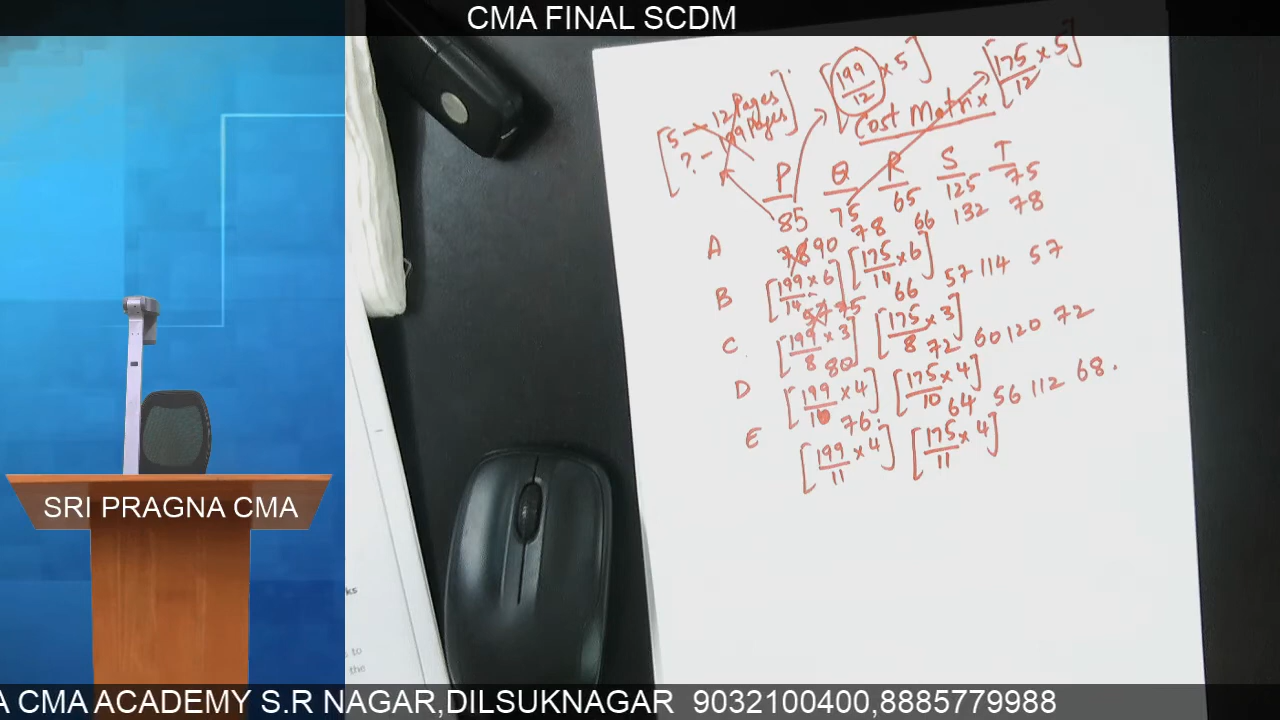 CMA FINAL SCDM
[5 — 12 Pages
? — 199 Pages]
[199/12 × 5]
[175/12 × 5]
Cost Matrix
P Q R S T
A 85 75 65 125 75
B 90 78 66 132 78
[199/14 × 6] [175/14 × 6]
C 75 66 57 114 57
[199/8 × 3] [175/8 × 3]
D 80 72 60 120 72
[199/10 × 4] [175/10 × 4]
E 76 64 56 112 68.
[199/11 × 4] [175/11 × 4]
SRI PRAGNA CMA
ks
to
the
A CMA ACADEMY S.R NAGAR,DILSUKNAGAR 9032100400,8885779988